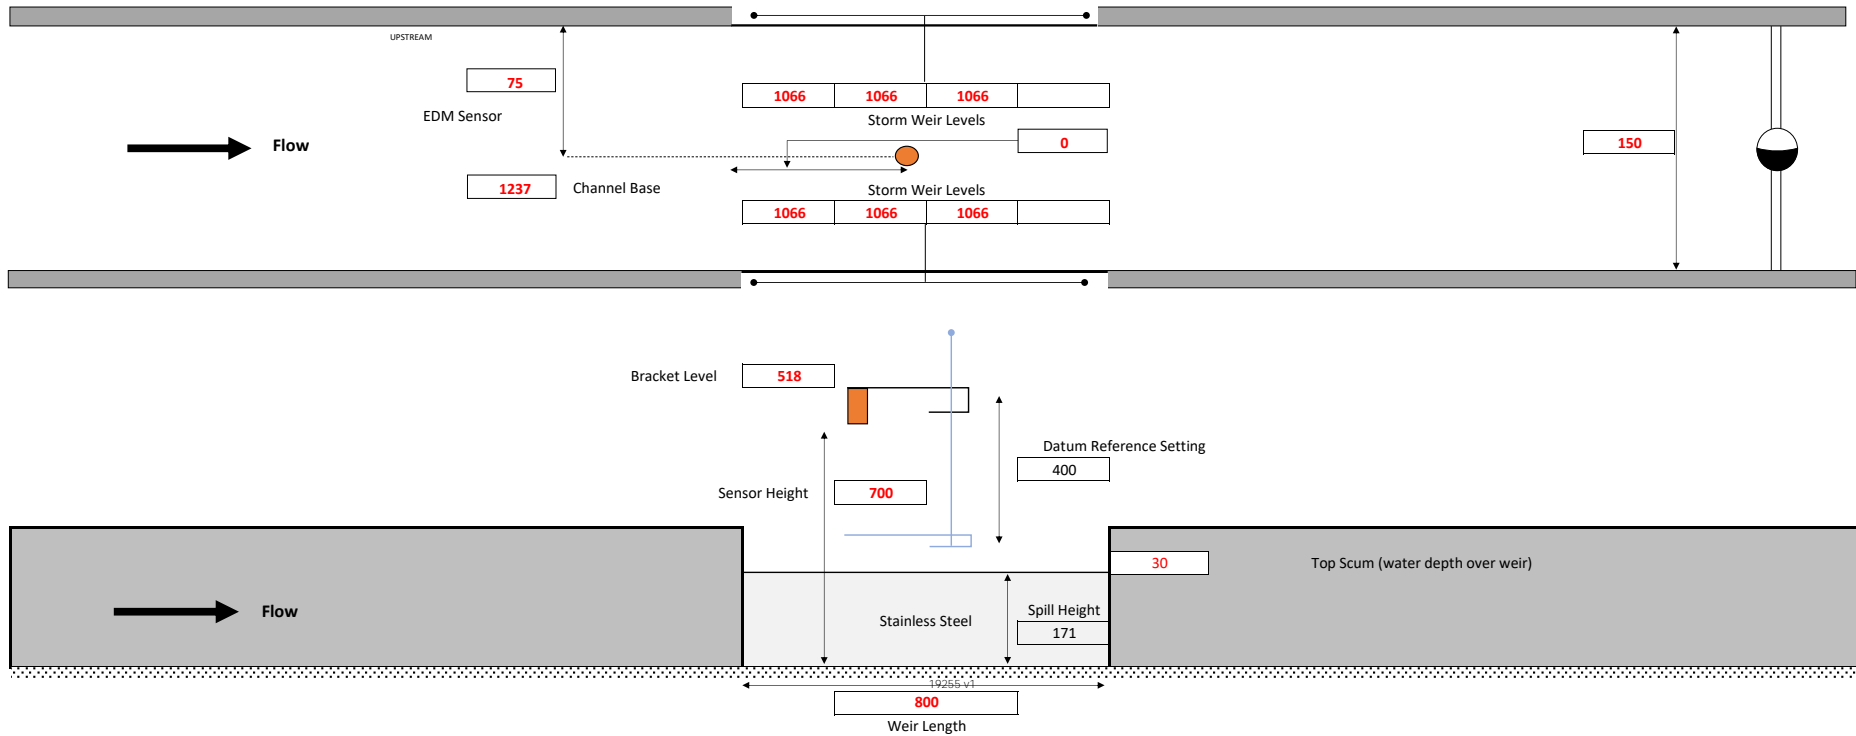 UPSTREAM
75
1066 1066 1066
EDM Sensor
Storm Weir Levels
Flow
0
150
1237 Channel Base
Storm Weir Levels
1066 1066 1066
Bracket Level 518
Datum Reference Setting
400
Sensor Height 700
30 Top Scum (water depth over weir)
Flow
Spill Height
Stainless Steel
171
19255 v1
800
Weir Length